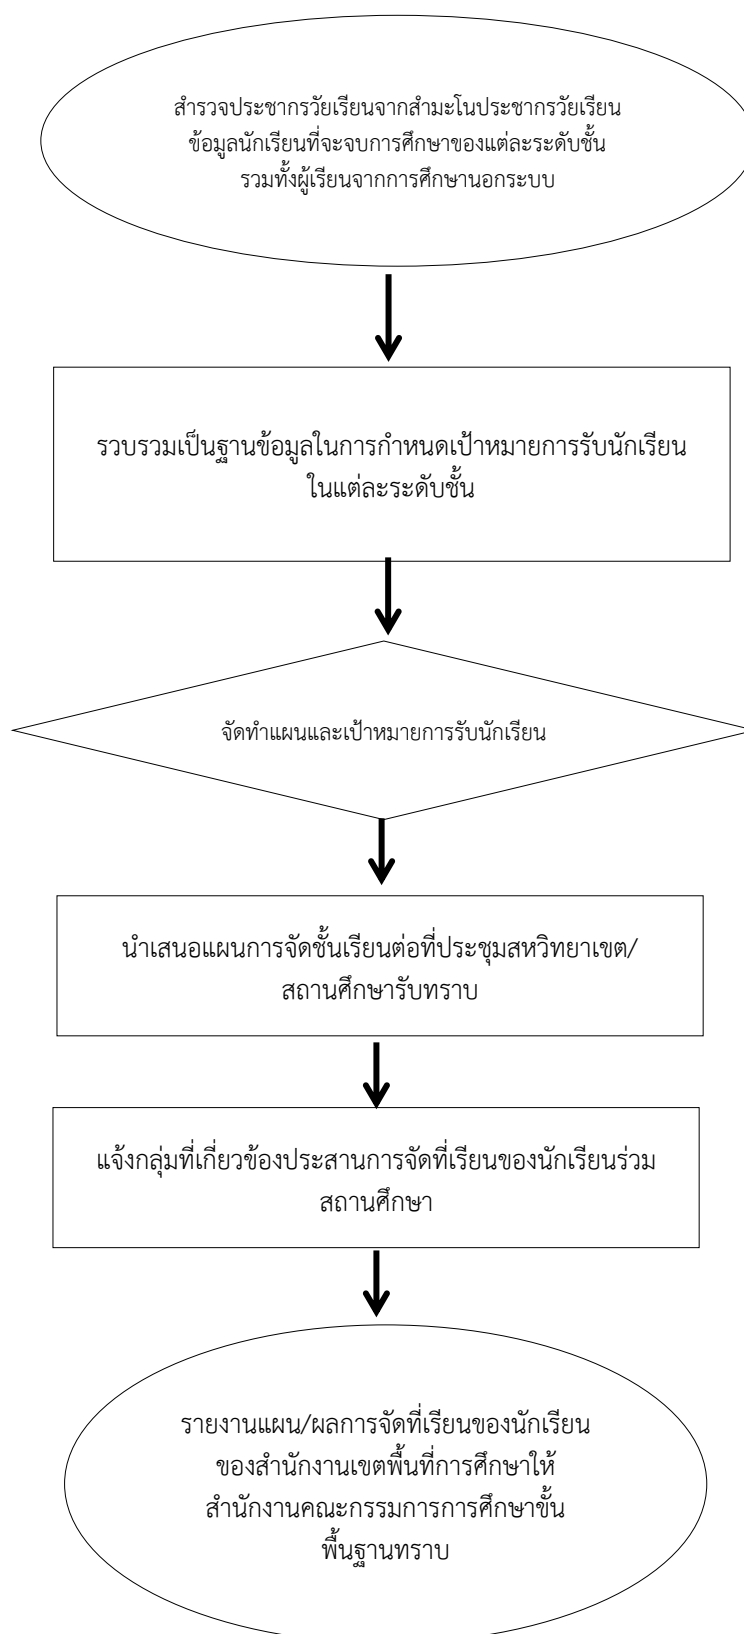 สำรวจประชากรวัยเรียนจากสำมะโนประชากรวัยเรียน
ข้อมูลนักเรียนที่จะจบการศึกษาของแต่ละระดับชั้น
รวมทั้งผู้เรียนจากการศึกษานอกระบบ
รวบรวมเป็นฐานข้อมูลในการกำหนดเป้าหมายการรับนักเรียน
ในแต่ละระดับชั้น
จัดทำแผนและเป้าหมายการรับนักเรียน
นำเสนอแผนการจัดชั้นเรียนต่อที่ประชุมสหวิทยาเขต/
สถานศึกษารับทราบ
แจ้งกลุ่มที่เกี่ยวข้องประสานการจัดที่เรียนของนักเรียนร่วม
สถานศึกษา
รายงานแผน/ผลการจัดที่เรียนของนักเรียน
ของสำนักงานเขตพื้นที่การศึกษาให้
สำนักงานคณะกรรมการการศึกษาขั้น
พื้นฐานทราบ